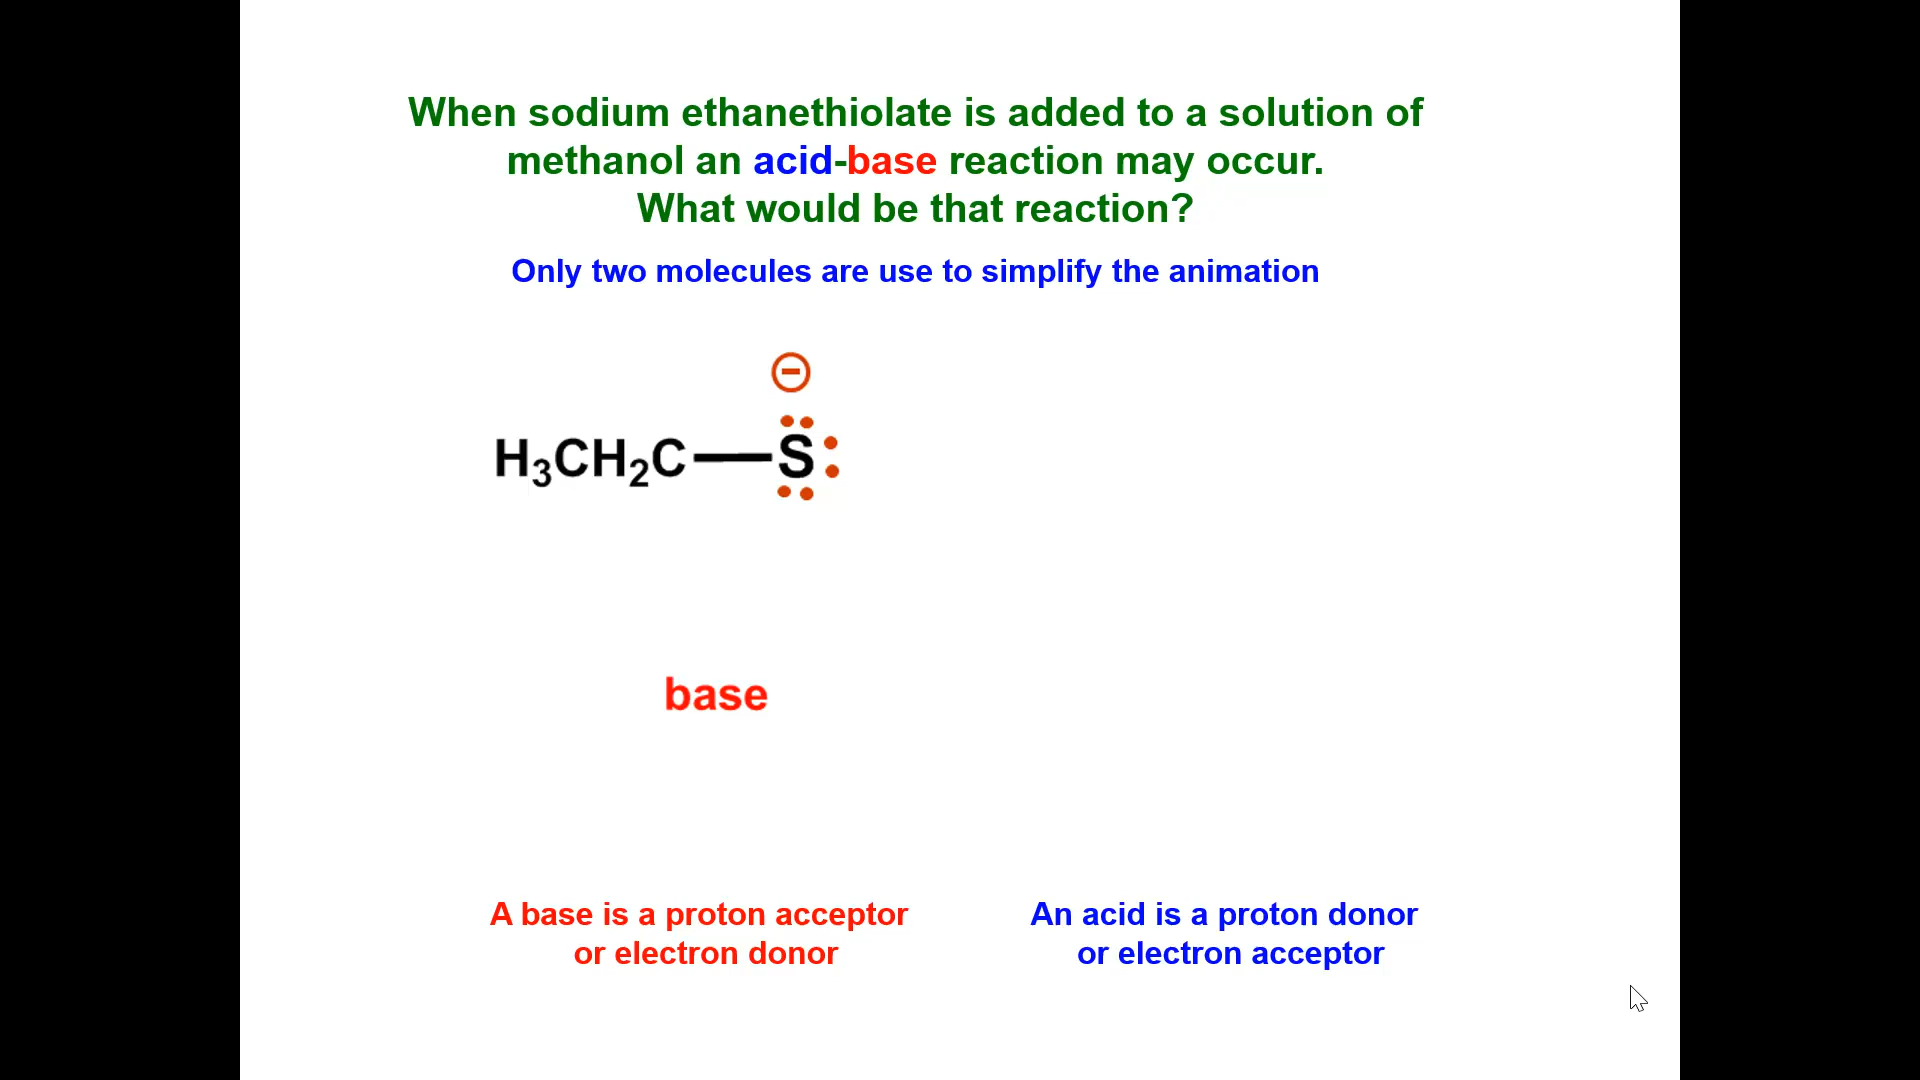 When sodium ethanethiolate is added to a solution of
methanol an acid-base reaction may occur.
What would be that reaction?
Only two molecules are use to simplify the animation
⊖
H₃CH₂C—S
base
A base is a proton acceptor
or electron donor
An acid is a proton donor
or electron acceptor